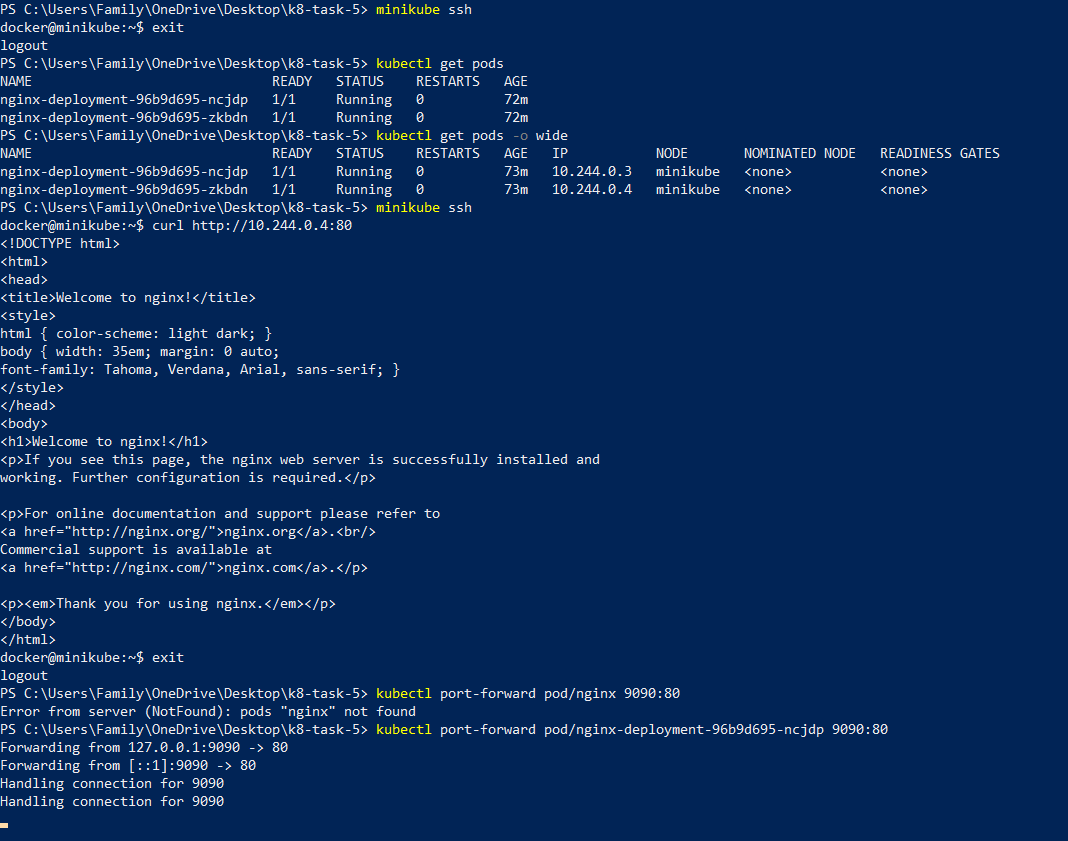 PS C:\Users\Family\OneDrive\Desktop\k8-task-5> minikube ssh
docker@minikube:~$ exit
logout
PS C:\Users\Family\OneDrive\Desktop\k8-task-5> kubectl get pods
NAME                              READY   STATUS    RESTARTS   AGE
nginx-deployment-96b9d695-ncjdp   1/1     Running   0          72m
nginx-deployment-96b9d695-zkbdn   1/1     Running   0          72m
PS C:\Users\Family\OneDrive\Desktop\k8-task-5> kubectl get pods -o wide
NAME                              READY   STATUS    RESTARTS   AGE   IP           NODE       NOMINATED NODE   READINESS GATES
nginx-deployment-96b9d695-ncjdp   1/1     Running   0          73m   10.244.0.3   minikube   <none>           <none>
nginx-deployment-96b9d695-zkbdn   1/1     Running   0          73m   10.244.0.4   minikube   <none>           <none>
PS C:\Users\Family\OneDrive\Desktop\k8-task-5> minikube ssh
docker@minikube:~$ curl http://10.244.0.4:80
<!DOCTYPE html>
<html>
<head>
<title>Welcome to nginx!</title>
<style>
html { color-scheme: light dark; }
body { width: 35em; margin: 0 auto;
font-family: Tahoma, Verdana, Arial, sans-serif; }
</style>
</head>
<body>
<h1>Welcome to nginx!</h1>
<p>If you see this page, the nginx web server is successfully installed and
working. Further configuration is required.</p>

<p>For online documentation and support please refer to
<a href="http://nginx.org/">nginx.org</a>.<br/>
Commercial support is available at
<a href="http://nginx.com/">nginx.com</a>.</p>

<p><em>Thank you for using nginx.</em></p>
</body>
</html>
docker@minikube:~$ exit
logout
PS C:\Users\Family\OneDrive\Desktop\k8-task-5> kubectl port-forward pod/nginx 9090:80
Error from server (NotFound): pods "nginx" not found
PS C:\Users\Family\OneDrive\Desktop\k8-task-5> kubectl port-forward pod/nginx-deployment-96b9d695-ncjdp 9090:80
Forwarding from 127.0.0.1:9090 -> 80
Forwarding from [::1]:9090 -> 80
Handling connection for 9090
Handling connection for 9090